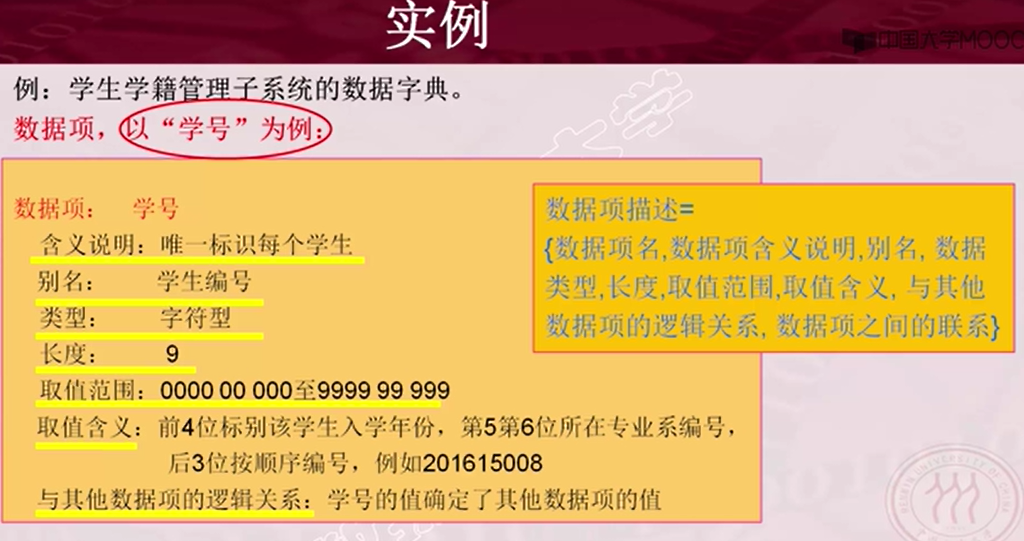 实例
中国大学MOOC
例：学生学籍管理子系统的数据字典。
数据项，以“学号”为例：
数据项： 学号
含义说明：唯一标识每个学生
别名： 学生编号
类型： 字符型
长度： 9
取值范围：0000 00 000至9999 99 999
取值含义：前4位标别该学生入学年份，第5第6位所在专业系编号，
后3位按顺序编号，例如201615008
与其他数据项的逻辑关系：学号的值确定了其他数据项的值
数据项描述=
{数据项名,数据项含义说明,别名, 数据
类型,长度,取值范围,取值含义, 与其他
数据项的逻辑关系, 数据项之间的联系}